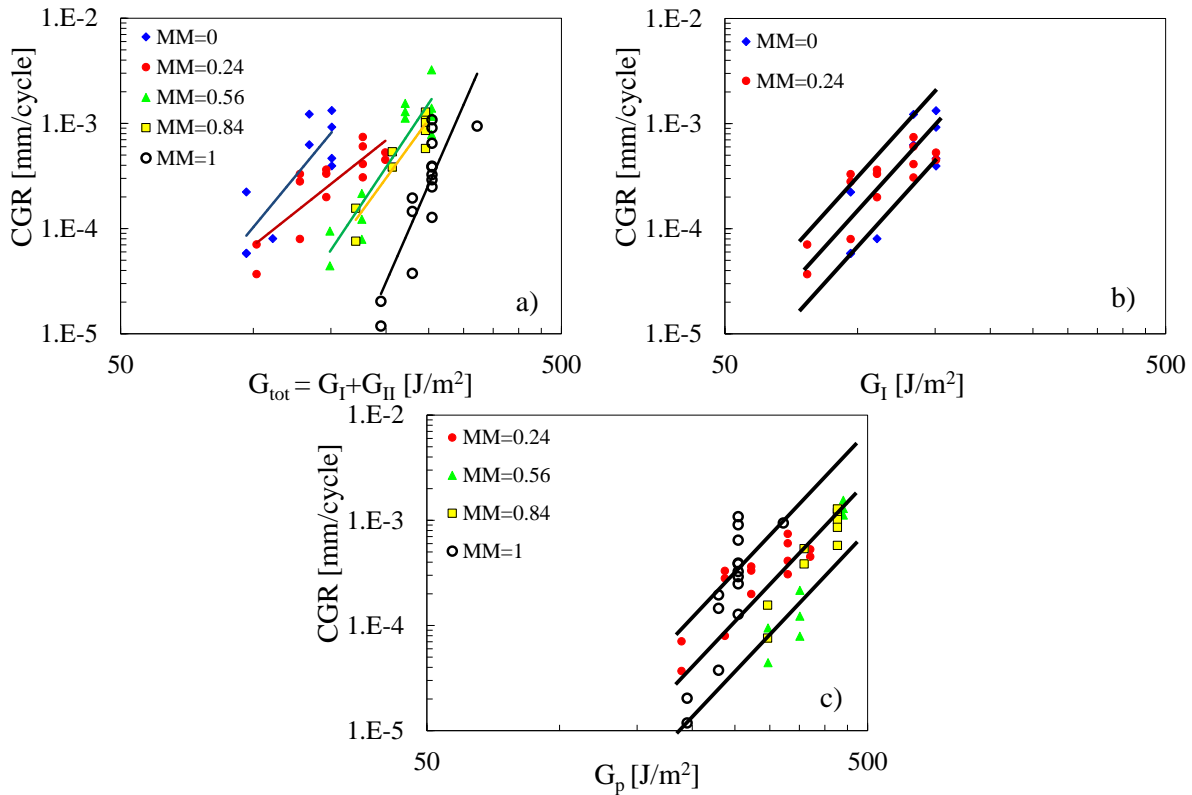 1.E-2
1.E-3
1.E-4
1.E-5
CGR [mm/cycle]
MM=0
MM=0.24
MM=0.56
MM=0.84
MM=1
a)
50
500
G_tot = G_I+G_II [J/m²]
1.E-2
1.E-3
1.E-4
1.E-5
CGR [mm/cycle]
MM=0
MM=0.24
b)
50
500
G_I [J/m²]
1.E-2
1.E-3
1.E-4
1.E-5
CGR [mm/cycle]
MM=0.24
MM=0.56
MM=0.84
MM=1
c)
50
500
G_p [J/m²]